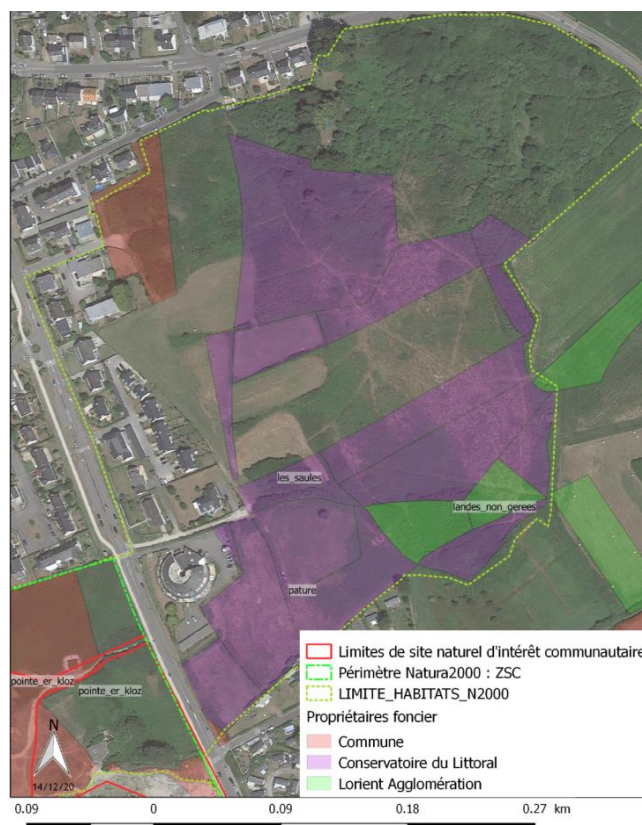 les_saules
landes_non_gerees
pature
pointe_er_kloz
pointe_er_kloz
N
14/12/20
Limites de site naturel d'intérêt communautaire
Périmètre Natura2000 : ZSC
LIMITE_HABITATS_N2000
Propriétaires foncier
Commune
Conservatoire du Littoral
Lorient Agglomération
0.09 0 0.09 0.18 0.27 km